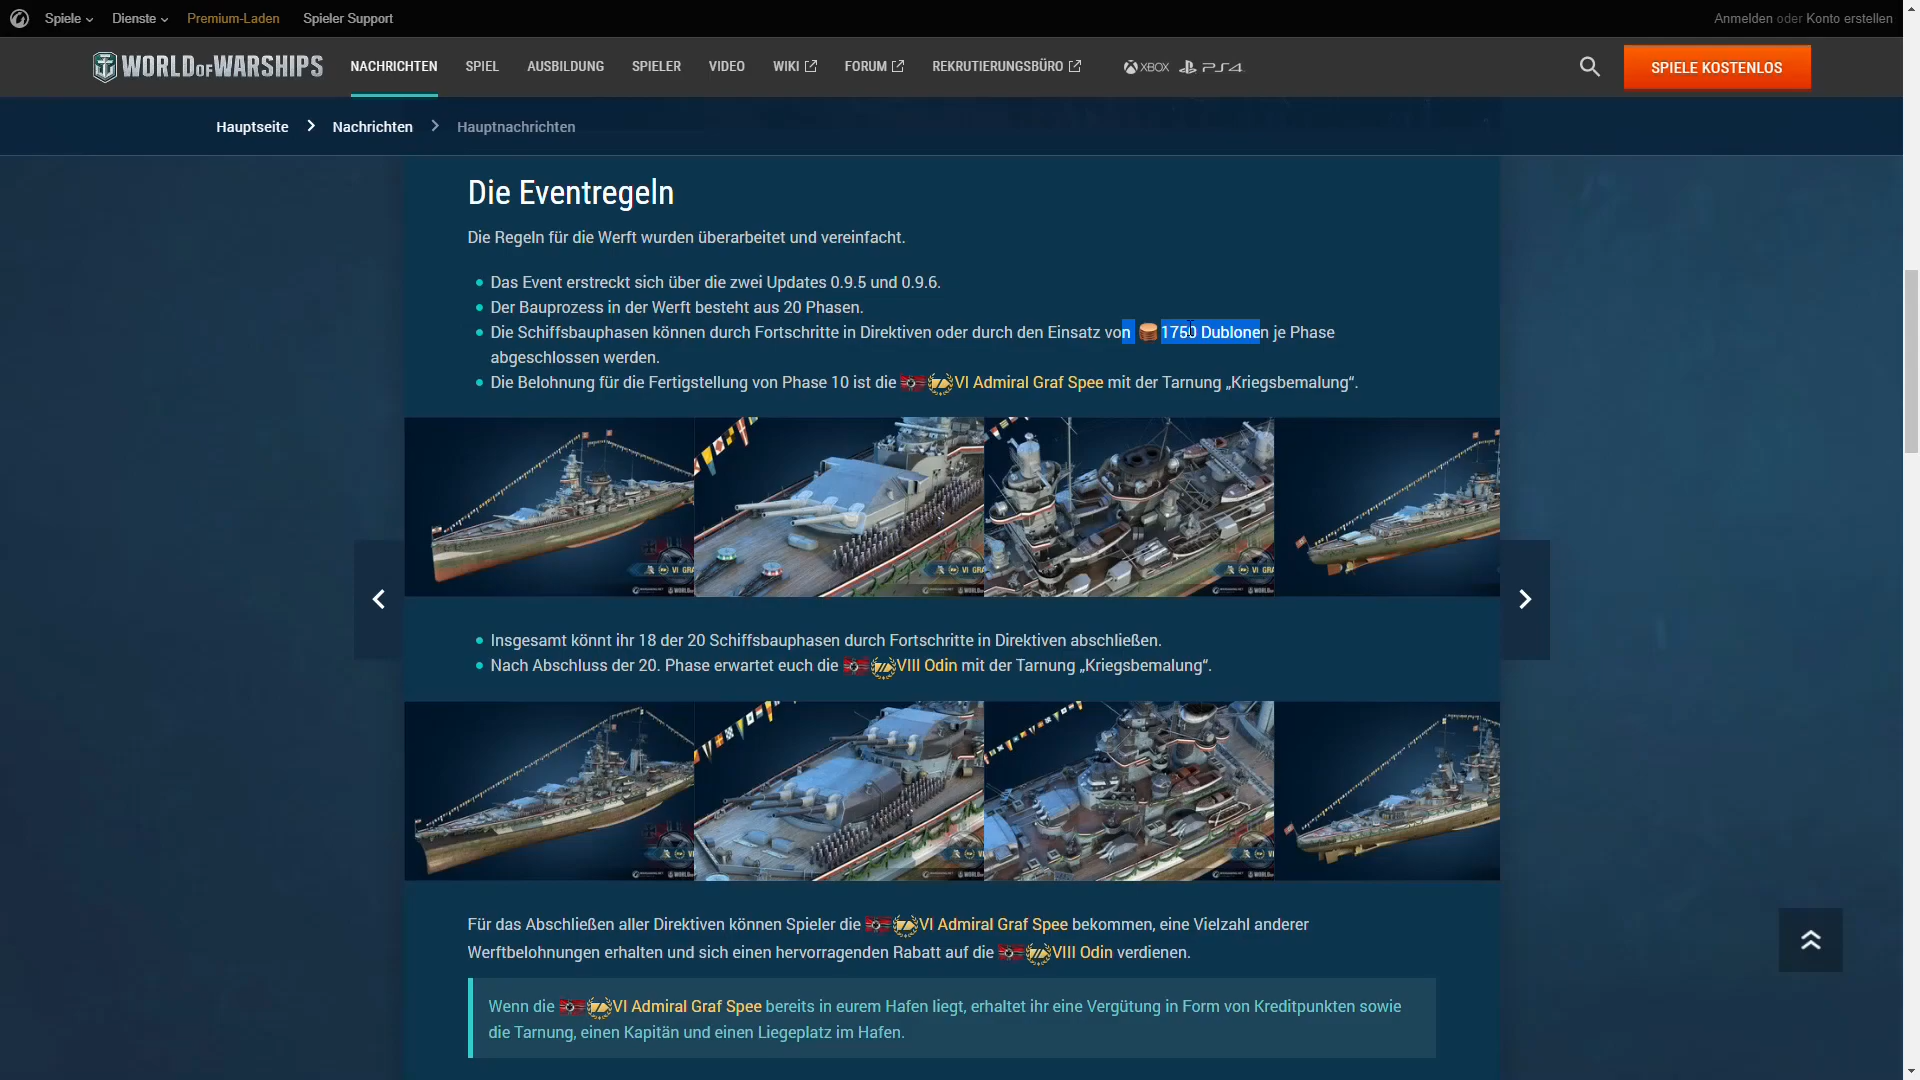 Spiele
Dienste
Premium-Laden
Spieler Support
Anmelden oder Konto erstellen
WORLD OF WARSHIPS
NACHRICHTEN
SPIEL
AUSBILDUNG
SPIELER
VIDEO
WIKI
FORUM
REKRUTIERUNGSBÜRO
XBOX
PS4
SPIELE KOSTENLOS
Hauptseite
Nachrichten
Hauptnachrichten
Die Eventregeln
Die Regeln für die Werft wurden überarbeitet und vereinfacht.
Das Event erstreckt sich über die zwei Updates 0.9.5 und 0.9.6.
Der Bauprozess in der Werft besteht aus 20 Phasen.
Die Schiffsbauphasen können durch Fortschritte in Direktiven oder durch den Einsatz von 1750 Dublonen je Phase
abgeschlossen werden.
Die Belohnung für die Fertigstellung von Phase 10 ist die VI Admiral Graf Spee mit der Tarnung „Kriegsbemalung“.
Insgesamt könnt ihr 18 der 20 Schiffsbauphasen durch Fortschritte in Direktiven abschließen.
Nach Abschluss der 20. Phase erwartet euch die VIII Odin mit der Tarnung „Kriegsbemalung“.
Für das Abschließen aller Direktiven können Spieler die VI Admiral Graf Spee bekommen, eine Vielzahl anderer
Werftbelohnungen erhalten und sich einen hervorragenden Rabatt auf die VIII Odin verdienen.
Wenn die VI Admiral Graf Spee bereits in eurem Hafen liegt, erhaltet ihr eine Vergütung in Form von Kreditpunkten sowie
die Tarnung, einen Kapitän und einen Liegeplatz im Hafen.